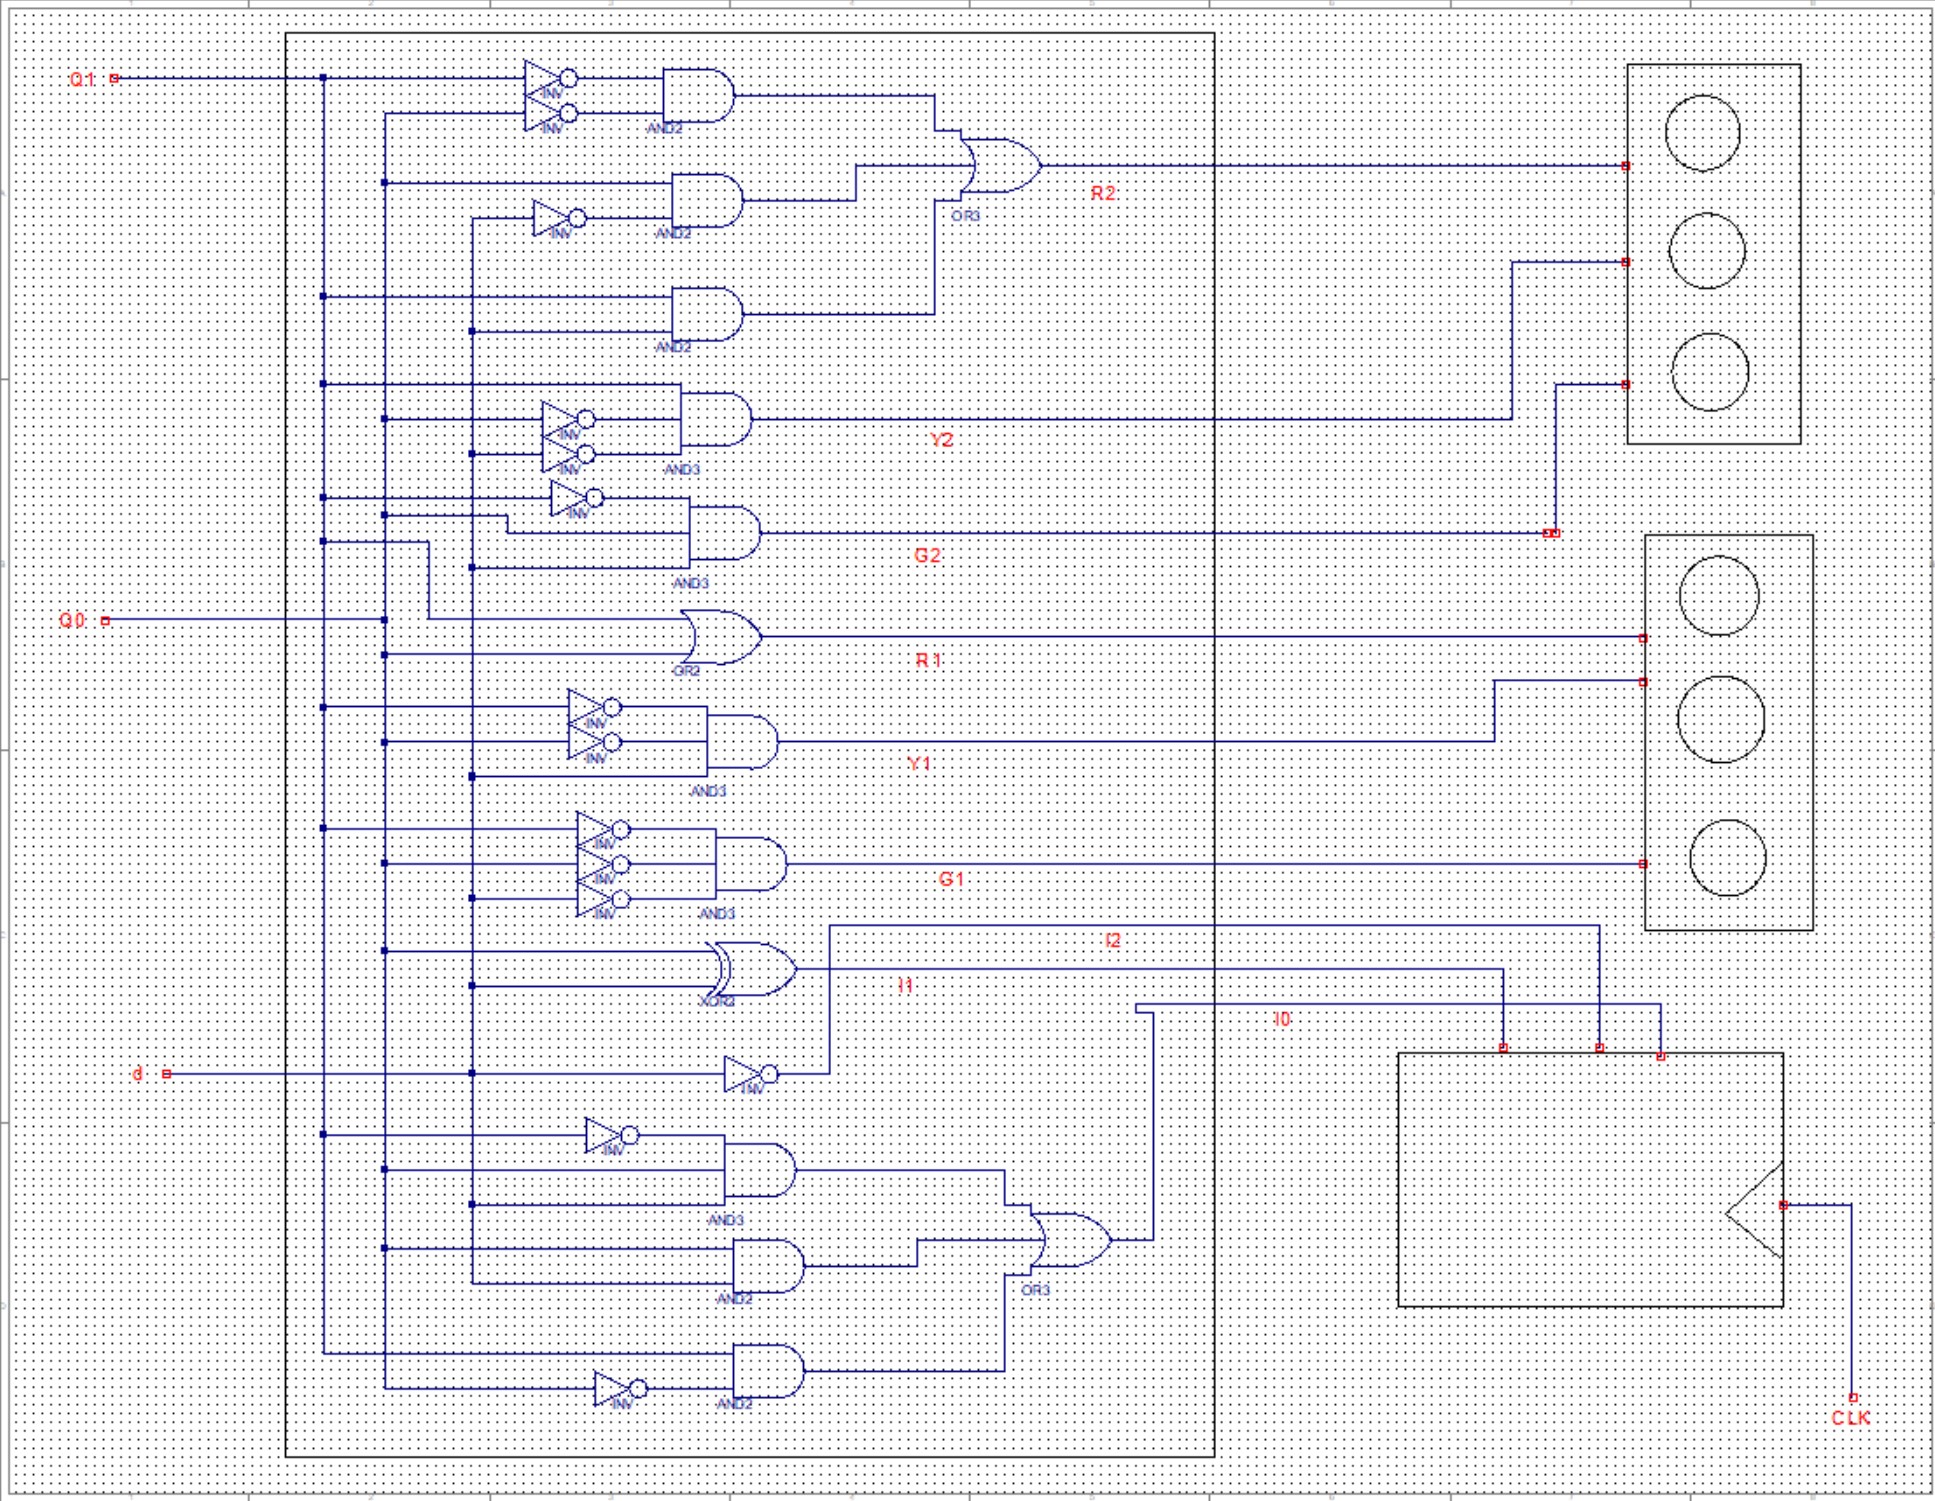 Q1
INV
INV
AND2
R2
OR3
INV
AND2
AND2
INV
Y2
INV
AND3
INV
G2
AND3
Q0
R1
OR2
INV
INV
Y1
AND3
INV
INV
G1
INV
AND3
I2
I1
XOR2
I0
d
INV
INV
AND3
OR3
AND2
INV
AND2
CLK